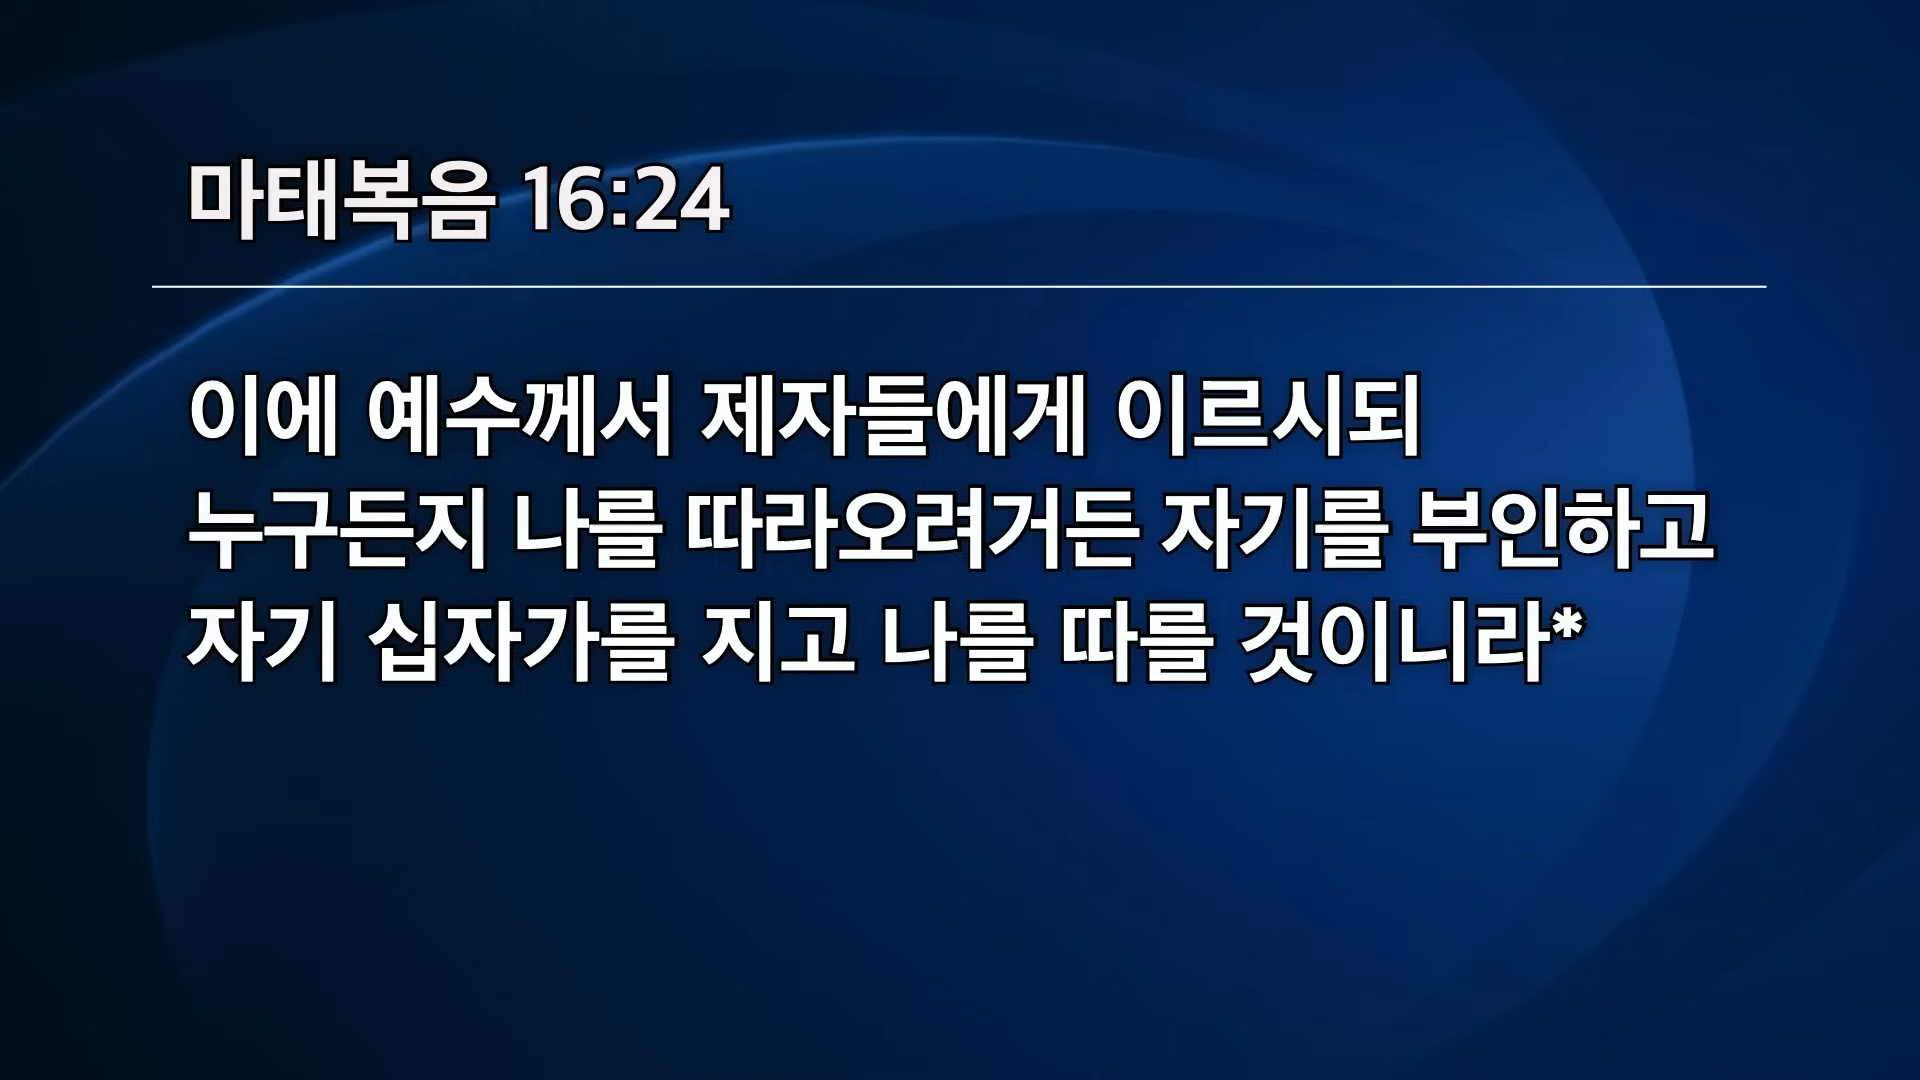 마태복음 16:24
이에 예수께서 제자들에게 이르시되
누구든지 나를 따라오려거든 자기를 부인하고
자기 십자가를 지고 나를 따를 것이니라*